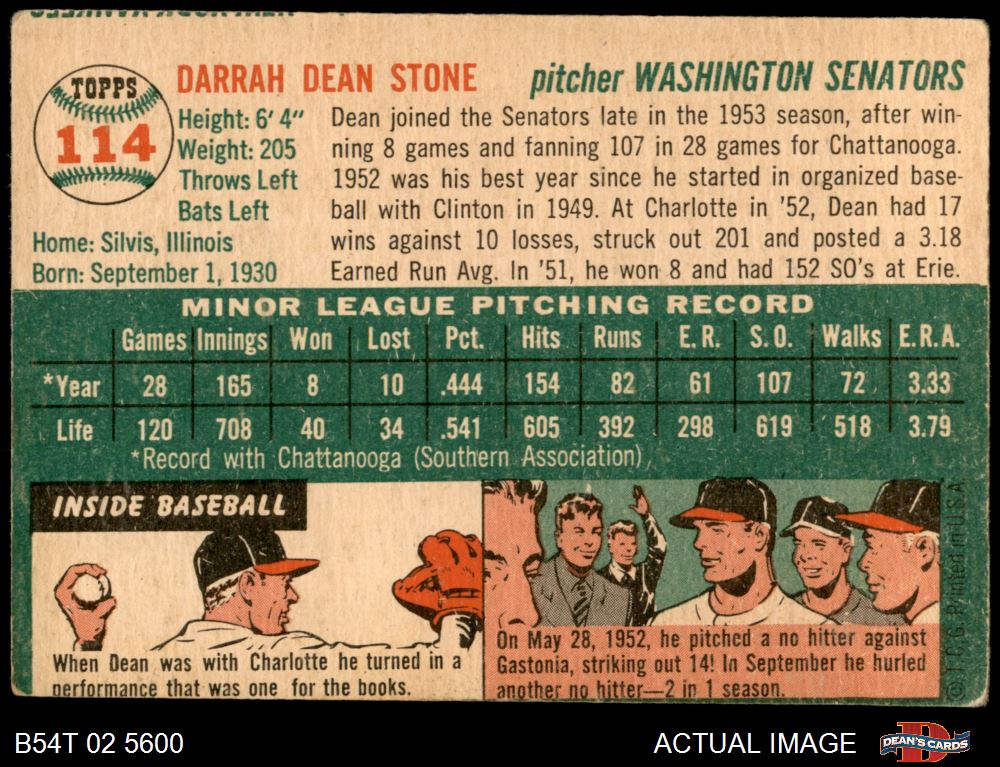 TOPPS
114
DARRAH DEAN STONE
pitcher WASHINGTON SENATORS
Height: 6' 4"
Weight: 205
Throws Left
Bats Left
Home: Silvis, Illinois
Born: September 1, 1930
Dean joined the Senators late in the 1953 season, after win-
ning 8 games and fanning 107 in 28 games for Chattanooga.
1952 was his best year since he started in organized base-
ball with Clinton in 1949. At Charlotte in '52, Dean had 17
wins against 10 losses, struck out 201 and posted a 3.18
Earned Run Avg. In '51, he won 8 and had 152 SO's at Erie.
MINOR LEAGUE PITCHING RECORD
Games Innings Won Lost Pct. Hits Runs E.R. S.O. Walks E.R.A.
*Year 28 165 8 10 .444 154 82 61 107 72 3.33
Life 120 708 40 34 .541 605 392 298 619 518 3.79
*Record with Chattanooga (Southern Association)
INSIDE BASEBALL
When Dean was with Charlotte he turned in a
performance that was one for the books.
On May 28, 1952, he pitched a no hitter against
Gastonia, striking out 14! In September he hurled
another no hitter—2 in 1 season.
© T.C.G. Printed in U.S.A.
B54T 02 5600
ACTUAL IMAGE
DEAN'S CARDS